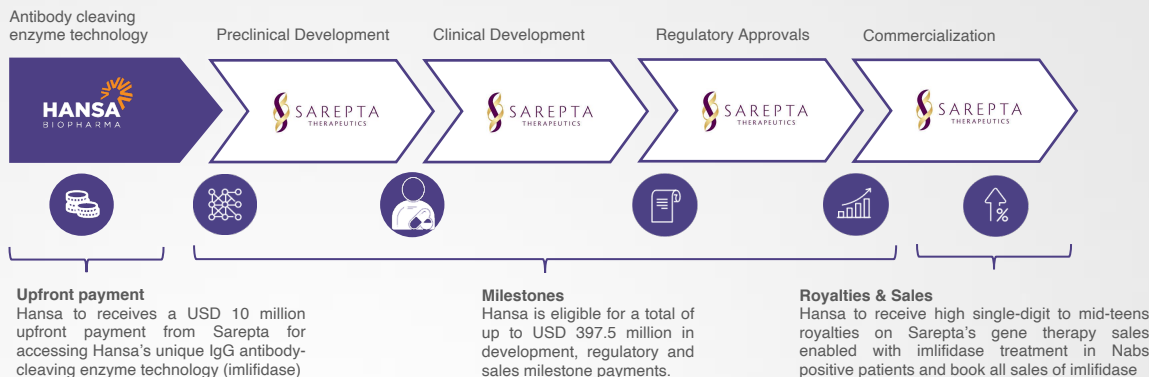 Antibody cleaving
enzyme technology
Preclinical Development
Clinical Development
Regulatory Approvals
Commercialization
HANSA
BIOPHARMA
SAREPTA
THERAPEUTICS
SAREPTA
THERAPEUTICS
SAREPTA
THERAPEUTICS
SAREPTA
THERAPEUTICS
%
Upfront payment
Hansa to receives a USD 10 million
upfront payment from Sarepta for
accessing Hansa's unique IgG antibody-
cleaving enzyme technology (imlifidase)
Milestones
Hansa is eligible for a total of
up to USD 397.5 million in
development, regulatory and
sales milestone payments.
Royalties & Sales
Hansa to receive high single-digit to mid-teens
royalties on Sarepta's gene therapy sales
enabled with imlifidase treatment in Nabs
positive patients and book all sales of imlifidase